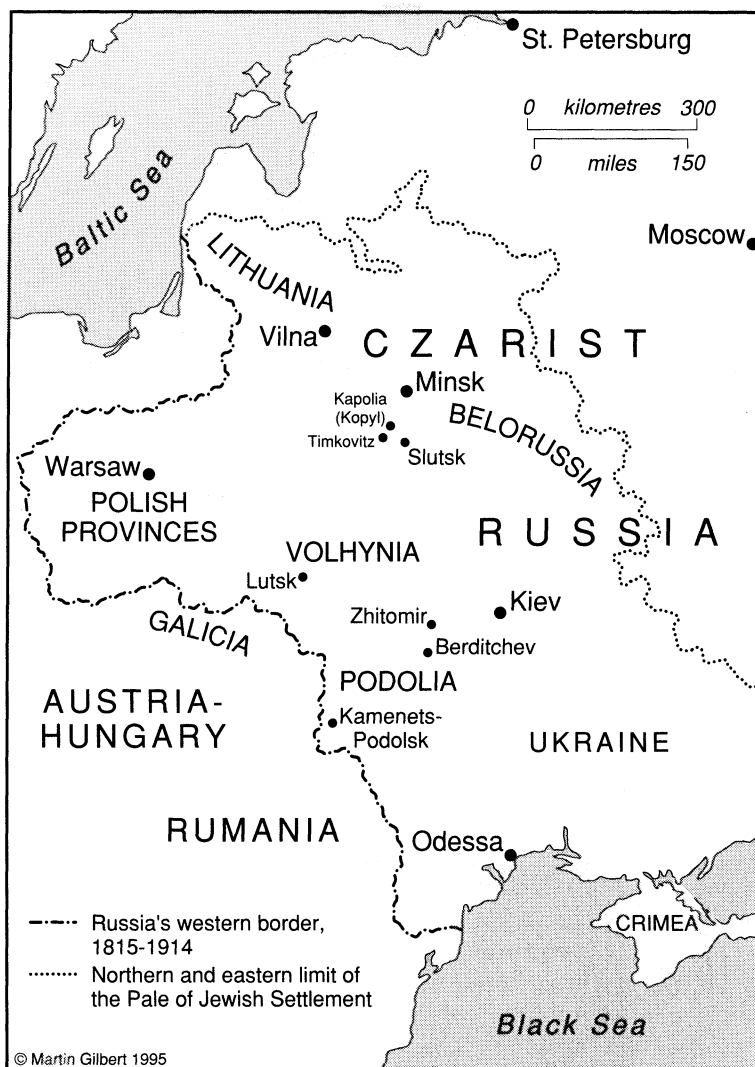 St. Petersburg
0 kilometres 300
0 miles 150
Baltic Sea
Moscow
LITHUANIA
Vilna
CZARIST
Minsk
Kapolia
(Kopyl)
BELORUSSIA
Timkovitz
Slutsk
Warsaw
POLISH
PROVINCES
RUSSIA
VOLHYNIA
Lutsk
Kiev
Zhitomir
GALICIA
Berditchev
PODOLIA
AUSTRIA-
HUNGARY
Kamenets-
Podolsk
UKRAINE
RUMANIA
Odessa
CRIMEA
Russia's western border,
1815-1914
Northern and eastern limit of
the Pale of Jewish Settlement
Black Sea
© Martin Gilbert 1995